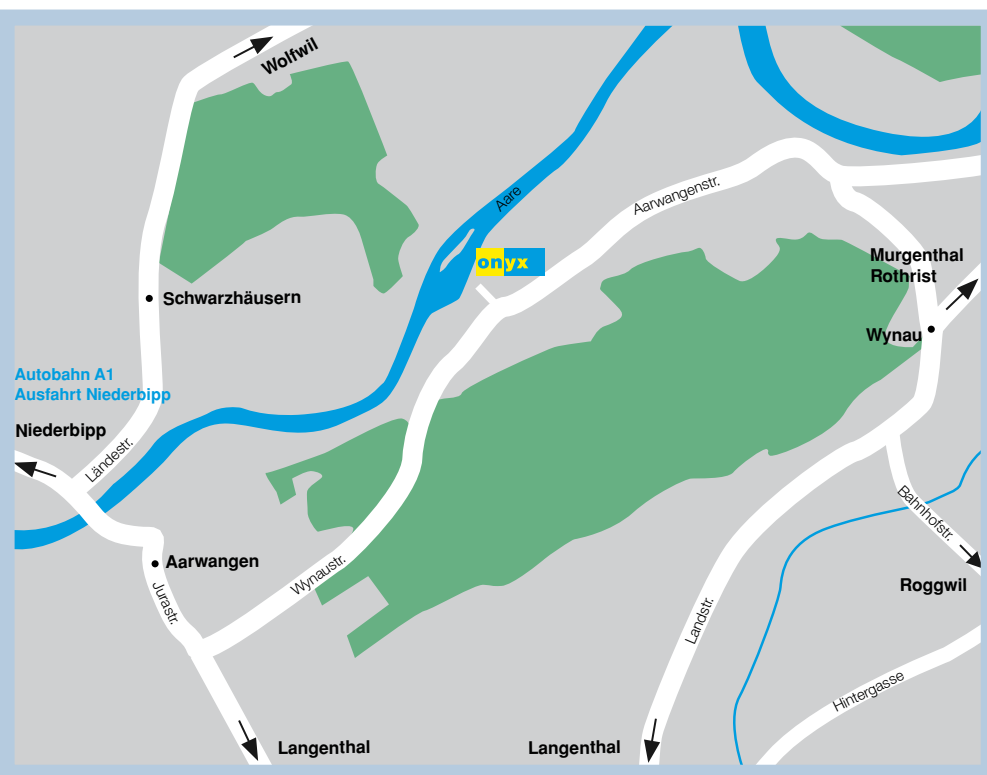 Wolfwil
Aare
Aarwangenstr.
onyx
Murgenthal
Rothrist
Schwarzhäusern
Wynau
Autobahn A1
Ausfahrt Niederbipp
Niederbipp
Ländestr.
Bahnhofstr.
Aarwangen
Wynaustr.
Jurastr.
Roggwil
Landstr.
Hintergasse
Langenthal
Langenthal